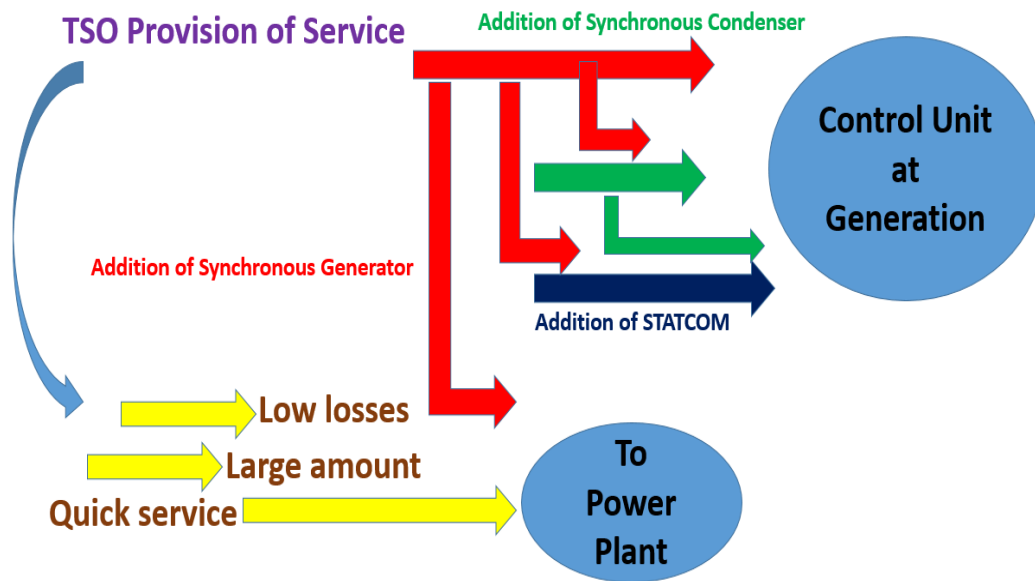 TSO Provision of Service
Addition of Synchronous Condenser
Control Unit
at
Generation
Addition of Synchronous Generator
Addition of STATCOM
Low losses
Large amount
Quick service
To
Power
Plant